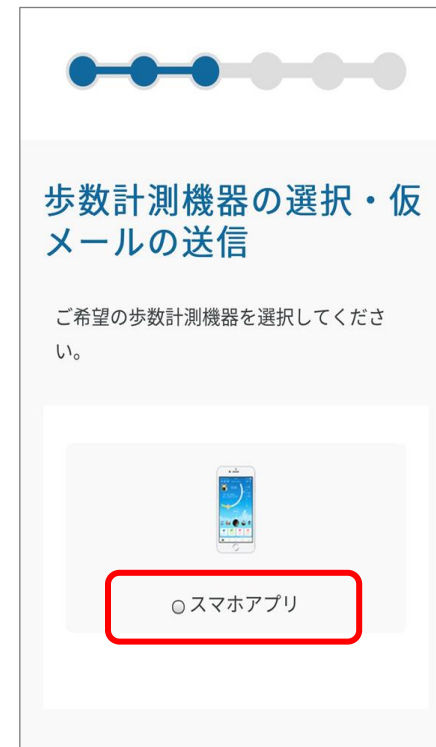 歩数計測機器の選択・仮
メールの送信
ご希望の歩数計測機器を選択してくださ
い。
スマホアプリ